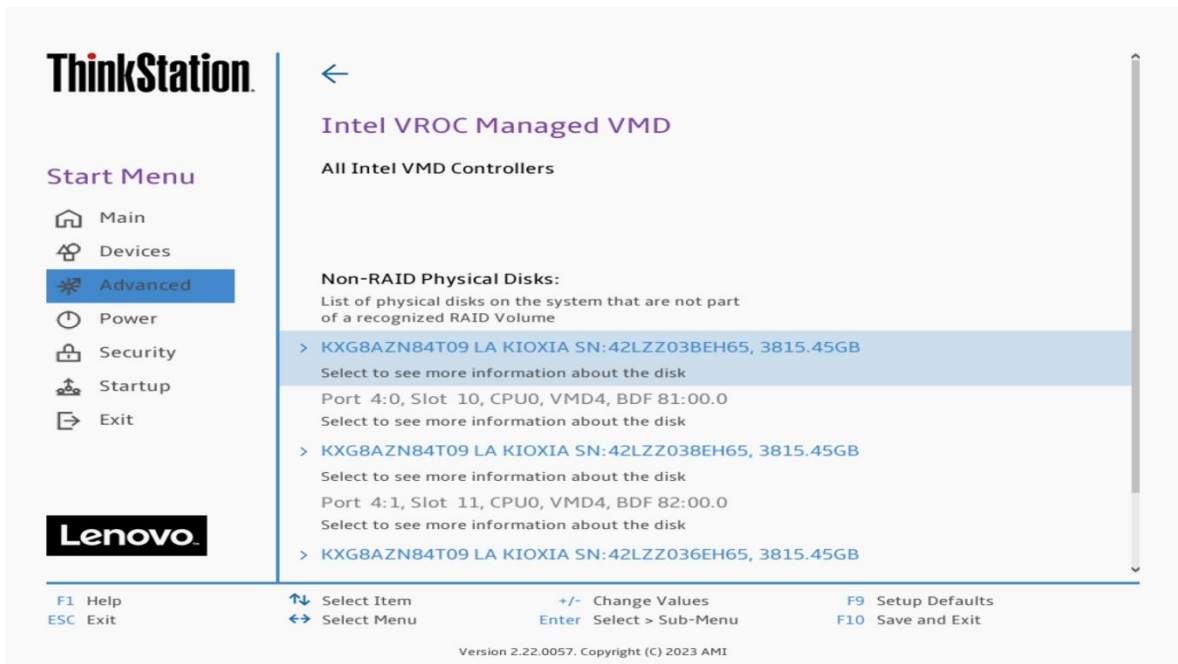 ThinkStation
Intel VROC Managed VMD
All Intel VMD Controllers
Start Menu
Main
Devices
Advanced
Power
Security
Startup
Exit
Non-RAID Physical Disks:
List of physical disks on the system that are not part
of a recognized RAID Volume
> KXG8AZN84T09 LA KIOXIA SN:42LZZ03BEH65, 3815.45GB
Select to see more information about the disk
Port 4:0, Slot 10, CPU0, VMD4, BDF 81:00.0
Select to see more information about the disk
> KXG8AZN84T09 LA KIOXIA SN:42LZZ038EH65, 3815.45GB
Select to see more information about the disk
Port 4:1, Slot 11, CPU0, VMD4, BDF 82:00.0
Select to see more information about the disk
> KXG8AZN84T09 LA KIOXIA SN:42LZZ036EH65, 3815.45GB
Lenovo
F1 Help
ESC Exit
↑↓ Select Item
←→ Select Menu
+/- Change Values
Enter Select > Sub-Menu
F9 Setup Defaults
F10 Save and Exit
Version 2.22.0057. Copyright (C) 2023 AMI